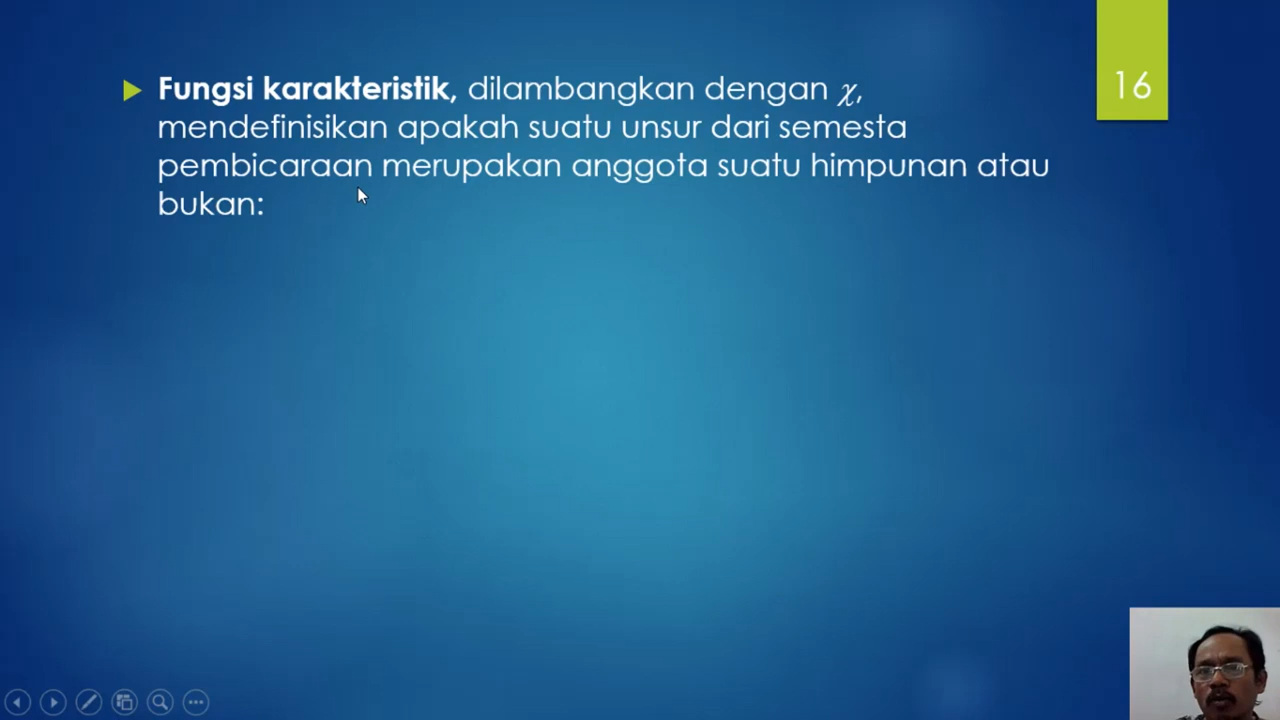 16
Fungsi karakteristik, dilambangkan dengan χ,
mendefinisikan apakah suatu unsur dari semesta
pembicaraan merupakan anggota suatu himpunan atau
bukan: